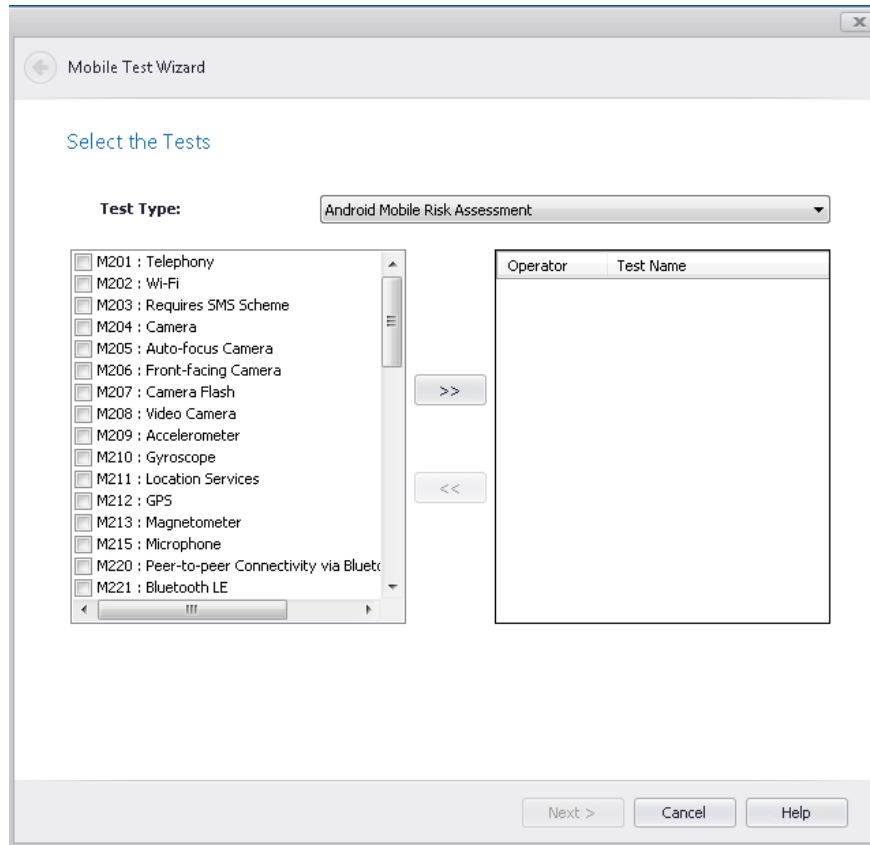 Mobile Test Wizard
Select the Tests
Test Type:
Android Mobile Risk Assessment
M201 : Telephony
M202 : Wi-Fi
M203 : Requires SMS Scheme
M204 : Camera
M205 : Auto-focus Camera
M206 : Front-facing Camera
M207 : Camera Flash
M208 : Video Camera
M209 : Accelerometer
M210 : Gyroscope
M211 : Location Services
M212 : GPS
M213 : Magnetometer
M215 : Microphone
M220 : Peer-to-peer Connectivity via Bluetc
M221 : Bluetooth LE
>>
<<
Operator Test Name
Next > Cancel Help